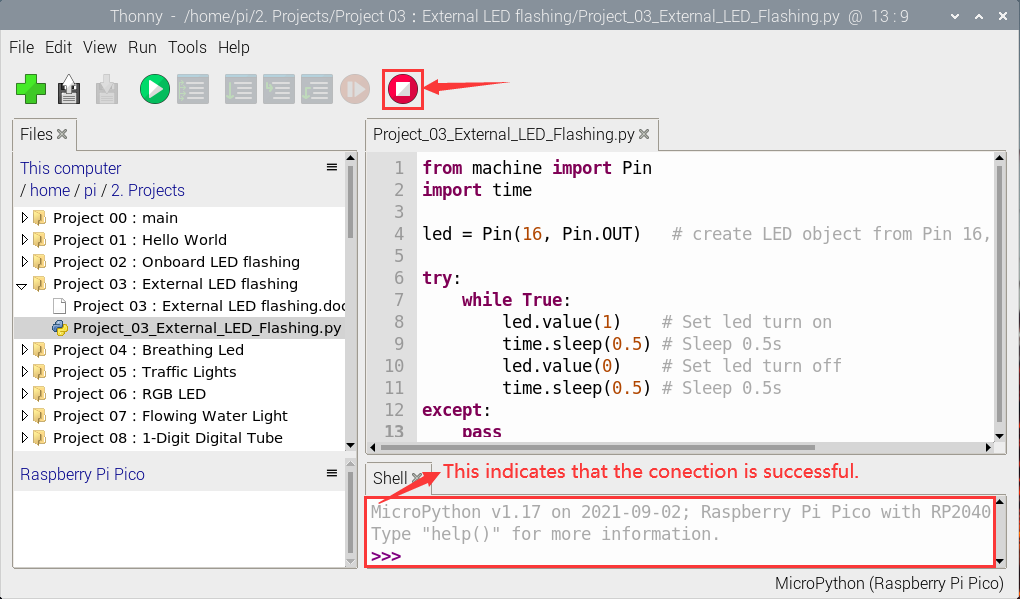 Thonny - /home/pi/2. Projects/Project 03 : External LED flashing/Project_03_External_LED_Flashing.py @ 13 : 9
File Edit View Run Tools Help
Files
This computer
/ home / pi / 2. Projects
Project 00 : main
Project 01 : Hello World
Project 02 : Onboard LED flashing
Project 03 : External LED flashing
Project 03 : External LED flashing.doc
Project_03_External_LED_Flashing.py
Project 04 : Breathing Led
Project 05 : Traffic Lights
Project 06 : RGB LED
Project 07 : Flowing Water Light
Project 08 : 1-Digit Digital Tube
Raspberry Pi Pico
Project_03_External_LED_Flashing.py
1 from machine import Pin
2 import time
3
4 led = Pin(16, Pin.OUT)   # create LED object from Pin 16,
5
6 try:
7     while True:
8         led.value(1)    # Set led turn on
9         time.sleep(0.5) # Sleep 0.5s
10         led.value(0)    # Set led turn off
11         time.sleep(0.5) # Sleep 0.5s
12 except:
13     pass
Shell
This indicates that the conection is successful.
MicroPython v1.17 on 2021-09-02; Raspberry Pi Pico with RP2040
Type "help()" for more information.
>>>
MicroPython (Raspberry Pi Pico)